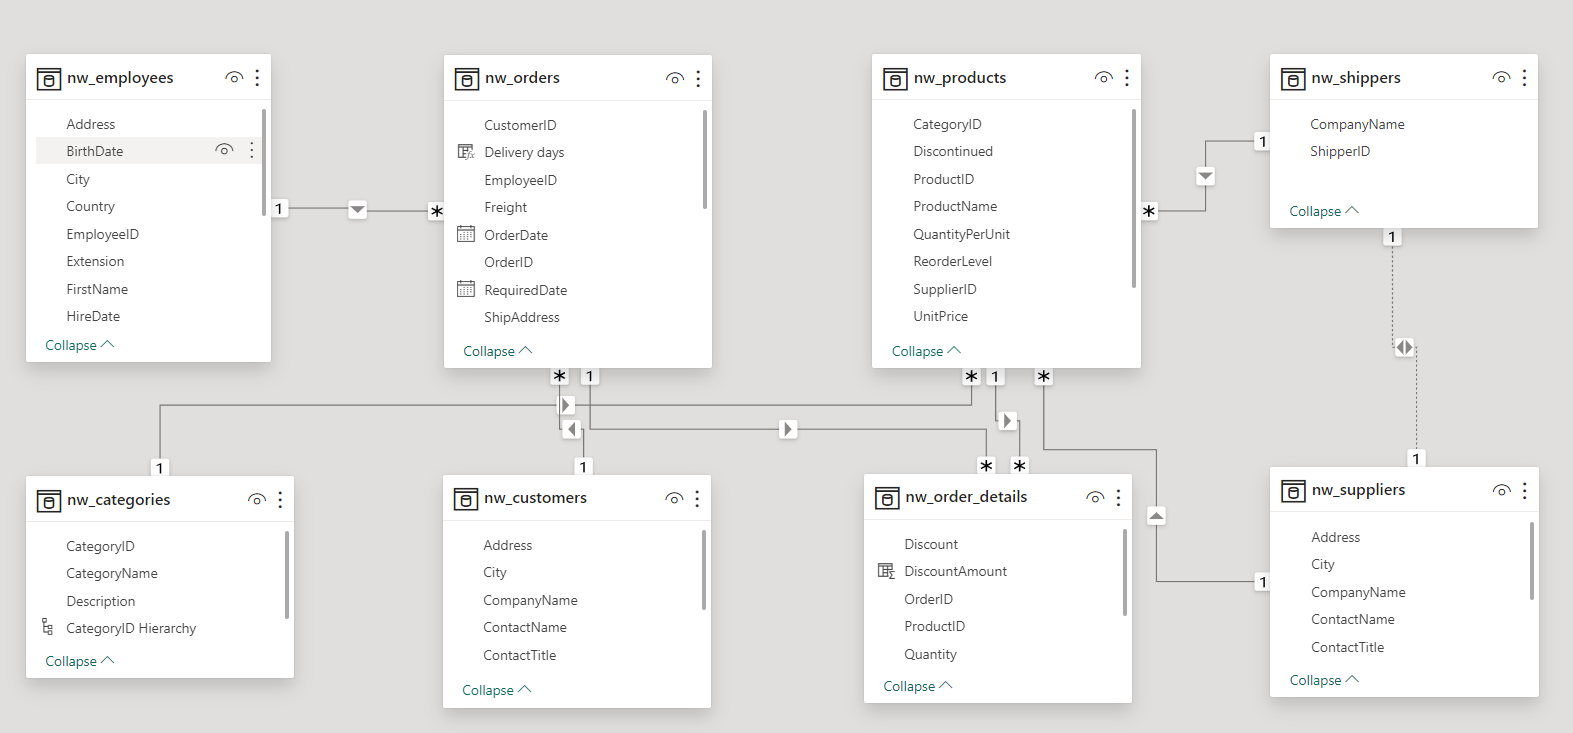 nw_employees
Address
BirthDate
City
Country
EmployeeID
Extension
FirstName
HireDate
Collapse
nw_orders
CustomerID
Delivery days
EmployeeID
Freight
OrderDate
OrderID
RequiredDate
ShipAddress
Collapse
nw_products
CategoryID
Discontinued
ProductID
ProductName
QuantityPerUnit
ReorderLevel
SupplierID
UnitPrice
Collapse
nw_shippers
CompanyName
ShipperID
Collapse
1
*
*
1
1
*
1
*
1
*
1
*
1
1
*
*
1
1
nw_categories
CategoryID
CategoryName
Description
CategoryID Hierarchy
Collapse
nw_customers
Address
City
CompanyName
ContactName
ContactTitle
Collapse
nw_order_details
Discount
DiscountAmount
OrderID
ProductID
Quantity
Collapse
nw_suppliers
Address
City
CompanyName
ContactName
ContactTitle
Collapse